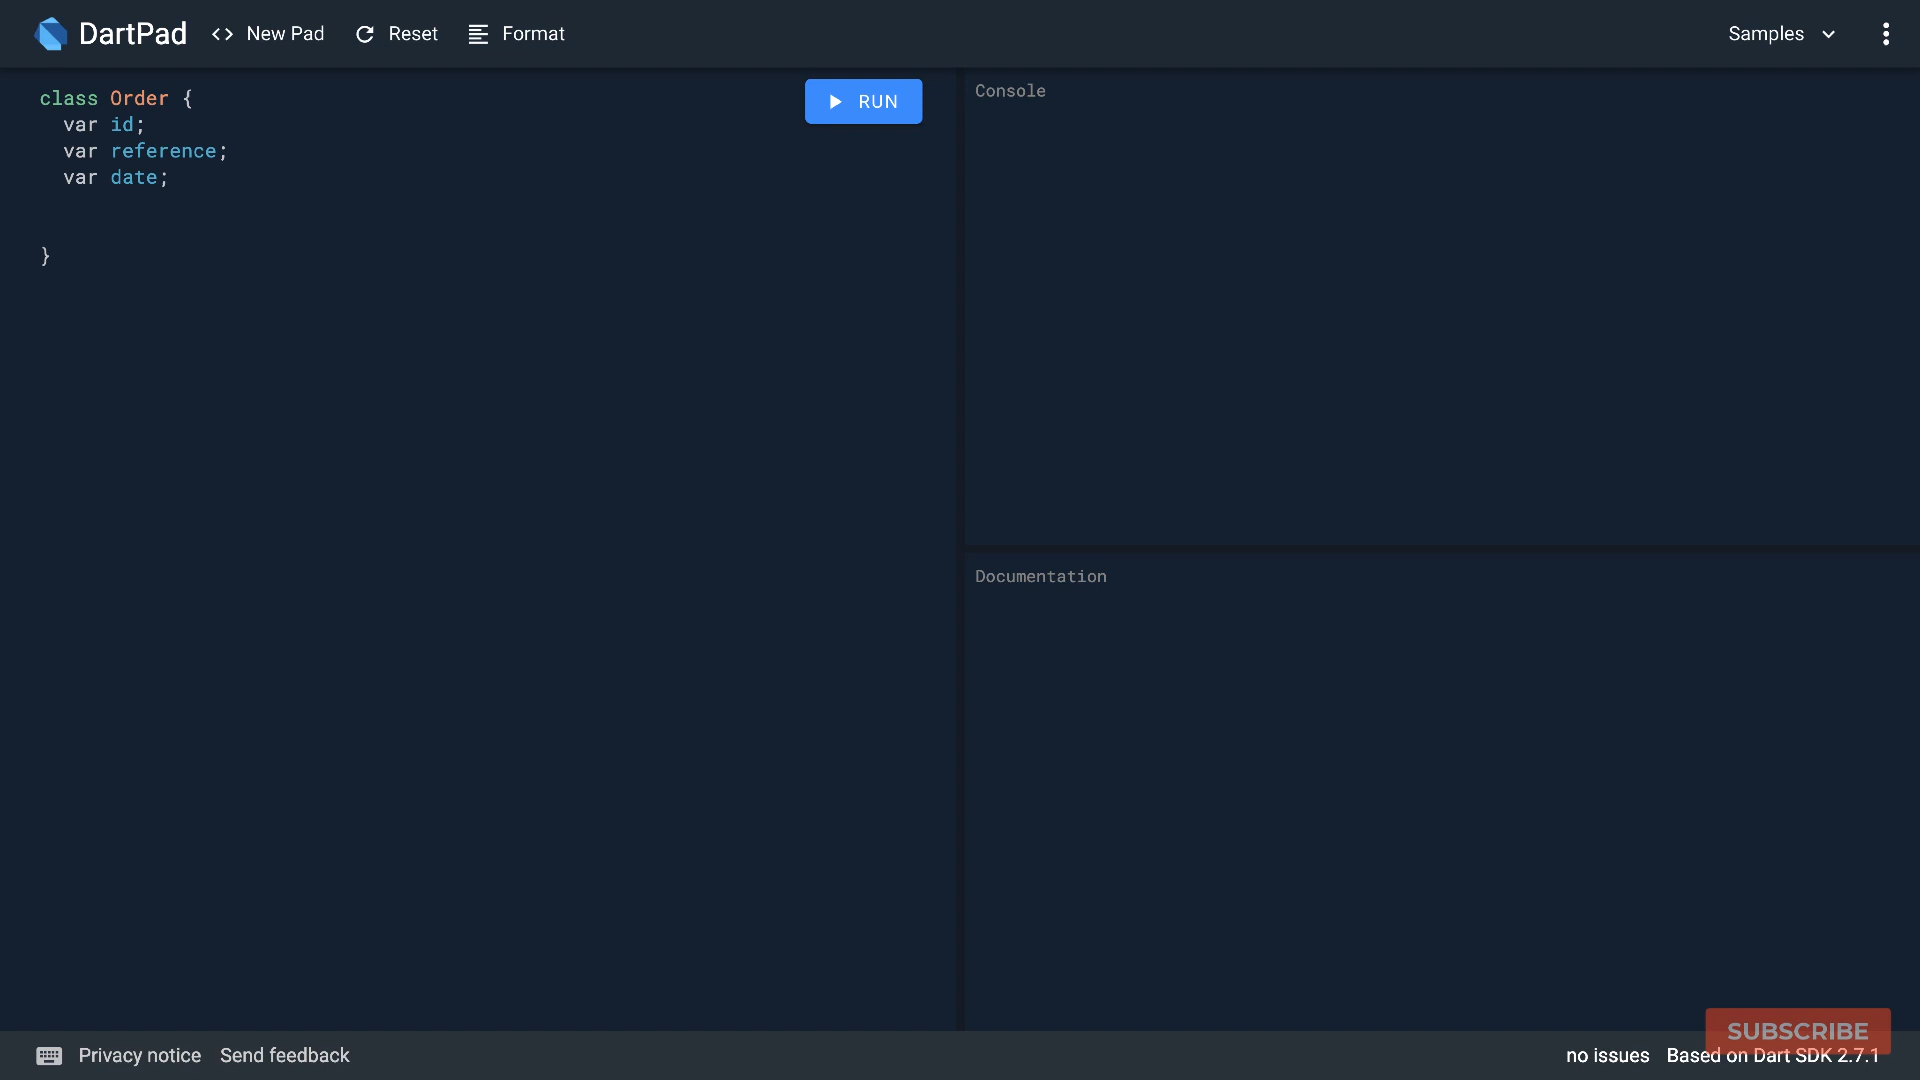 DartPad
New Pad
Reset
Format
Samples
class Order {
var id;
var reference;
var date;
}
RUN
Console
Documentation
Privacy notice
Send feedback
no issues
Based on Dart SDK 2.7.1
SUBSCRIBE